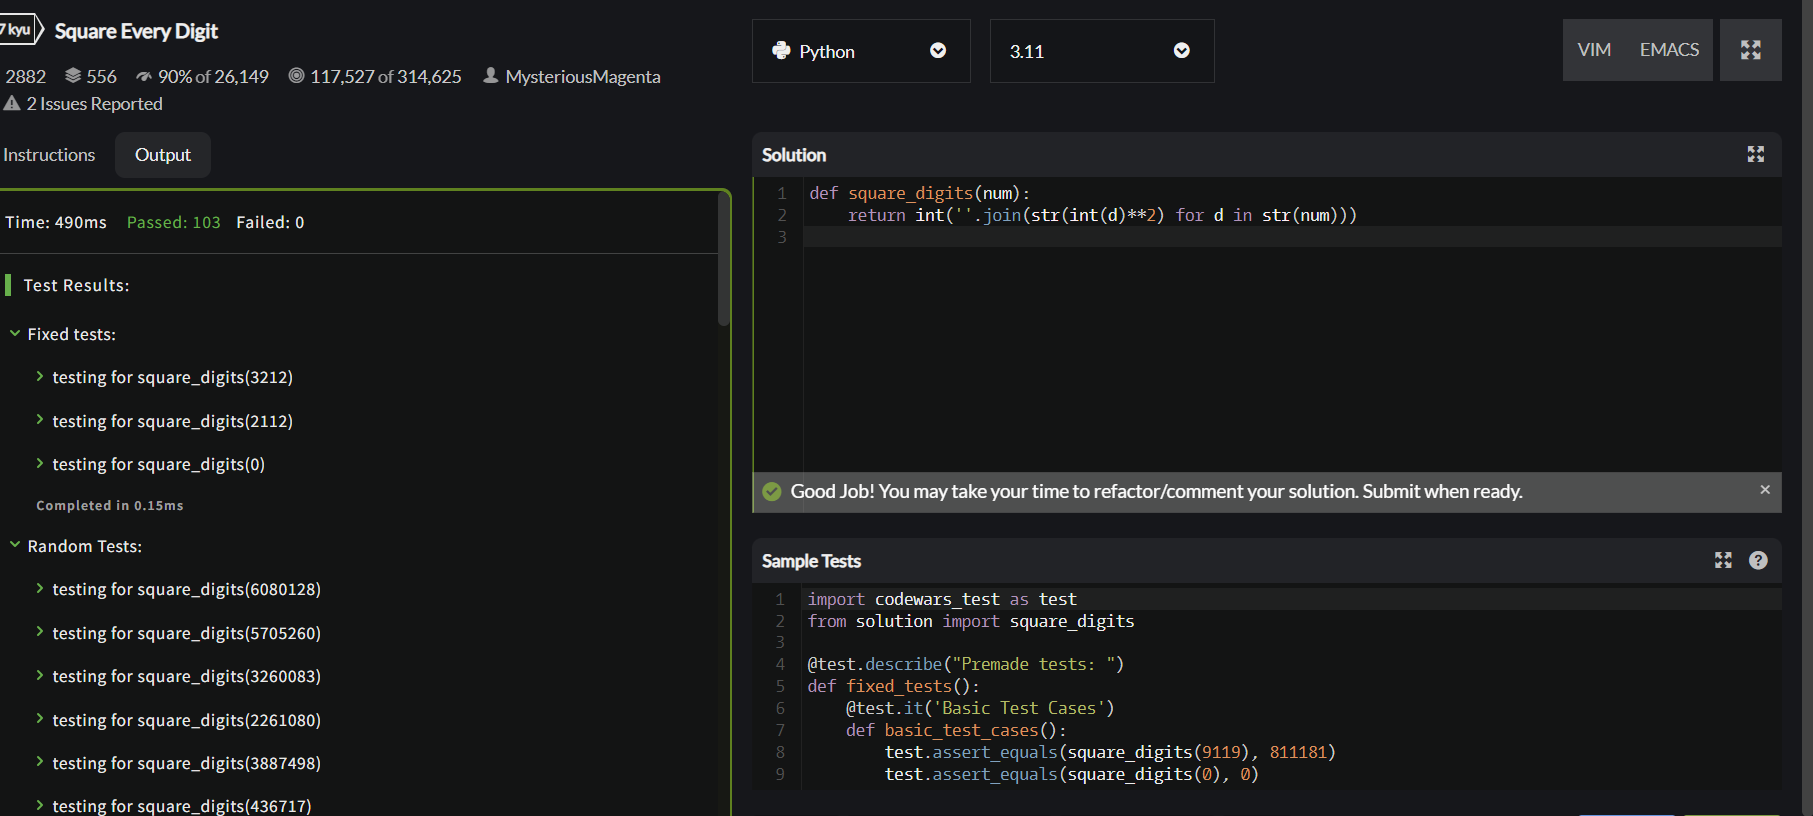 7 kyu Square Every Digit
2882 556 90% of 26,149 117,527 of 314,625 MysteriousMagenta
2 Issues Reported
Instructions Output
Time: 490ms Passed: 103 Failed: 0
Test Results:
Fixed tests:
testing for square_digits(3212)
testing for square_digits(2112)
testing for square_digits(0)
Completed in 0.15ms
Random Tests:
testing for square_digits(6080128)
testing for square_digits(5705260)
testing for square_digits(3260083)
testing for square_digits(2261080)
testing for square_digits(3887498)
testing for square_digits(436717)
Python 3.11 VIM EMACS
Solution
1 def square_digits(num):
2     return int(''.join(str(int(d)**2) for d in str(num)))
3
Good Job! You may take your time to refactor/comment your solution. Submit when ready.
Sample Tests
1 import codewars_test as test
2 from solution import square_digits
3
4 @test.describe("Premade tests: ")
5 def fixed_tests():
6     @test.it('Basic Test Cases')
7     def basic_test_cases():
8         test.assert_equals(square_digits(9119), 811181)
9         test.assert_equals(square_digits(0), 0)